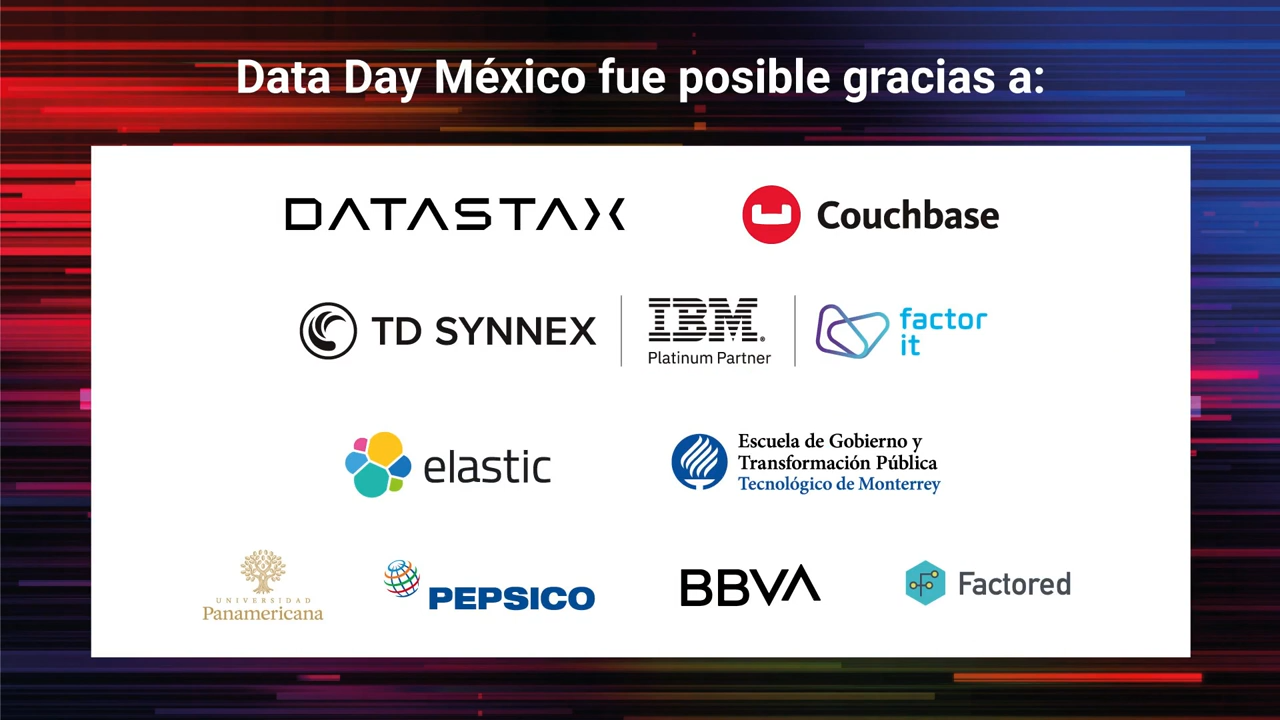 Data Day México fue posible gracias a:
DATASTAX
Couchbase
TD SYNNEX
IBM®
Platinum Partner
factor
it
elastic
Escuela de Gobierno y
Transformación Pública
Tecnológico de Monterrey
UNIVERSIDAD
Panamericana
PEPSICO
BBVA
Factored